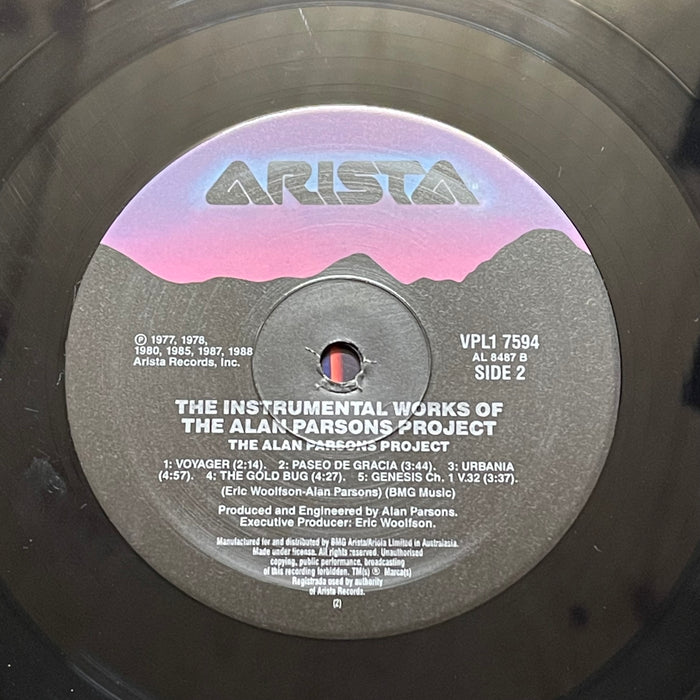 ARISTA
℗ 1977, 1978,
1980, 1985, 1987, 1988
Arista Records, Inc.
VPL1 7594
AL 8487 B
SIDE 2
THE INSTRUMENTAL WORKS OF
THE ALAN PARSONS PROJECT
THE ALAN PARSONS PROJECT
1: VOYAGER (2:14). 2: PASEO DE GRACIA (3:44). 3: URBANIA
(4:57). 4: THE GOLD BUG (4:27). 5: GENESIS Ch. 1 V.32 (3:37).
(Eric Woolfson-Alan Parsons) (BMG Music)
Produced and Engineered by Alan Parsons.
Executive Producer: Eric Woolfson.
Manufactured for and distributed by BMG Arista/Ariola Limited in Australasia.
Made under license. All rights reserved. Unauthorised
copying, public performance, broadcasting
of this recording forbidden. TM(s) ® Marca(s)
Registrada used by authority
of Arista Records.
(2)